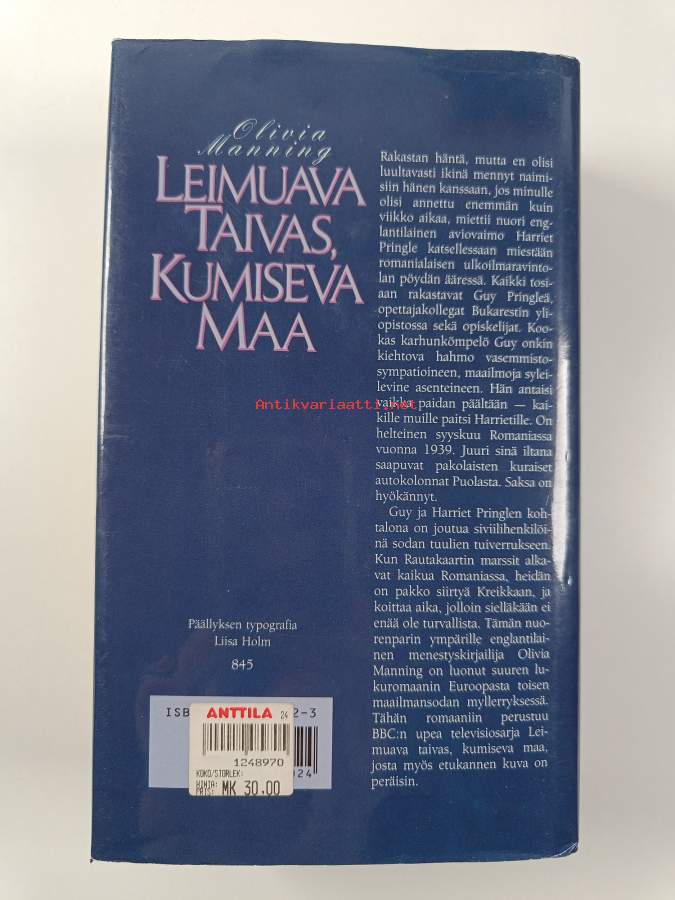 Olivia
Manning
LEIMUAVA
TAIVAS,
KUMISEVA
MAA
Rakastan häntä, mutta en olisi
luultavasti ikinä mennyt naimi-
siin hänen kanssaan, jos minulle
olisi annettu enemmän kuin
viikko aikaa, miettii nuori eng-
lantilainen aviovaimo Harriet
Pringle katsellessaan miestään
romanialaisen ulkoilmaravinto-
lan pöydän ääressä. Kaikki tosi-
aan rakastavat Guy Pringleä,
opettajakollegat Bukarestin yli-
opistossa sekä opiskelijat. Koo-
kas karhunkömpelö Guy onkin
kiehtova hahmo vasemmisto-
sympatioineen, maailmoja sylei-
levine asenteineen. Hän antaisi
vaikka paidan päältään — kai-
kille muille paitsi Harrietille. On
helteinen syyskuu Romaniassa
vuonna 1939. Juuri sinä iltana
saapuvat pakolaisten kuraiset
autokolonnat Puolasta. Saksa on
hyökännyt.
Guy ja Harriet Pringlen koh-
talona on joutua siviilihenkilöi-
nä sodan tuulien tuiverrukseen.
Kun Rautakaartin marssit alka-
vat kaikua Romaniassa, heidän
on pakko siirtyä Kreikkaan, ja
koittaa aika, jolloin sielläkään ei
enää ole turvallista. Tämän nuo-
renparin ympärille englantilai-
nen menestyskirjailija Olivia
Manning on luonut suuren lu-
kuromaanin Euroopasta toisen
maailmansodan myllerryksessä.
Tähän romaaniin perustuu
BBC:n upea televisiosarja Lei-
muava taivas, kumiseva maa,
josta myös etukannen kuva on
peräisin.
Antikvariaatti.net
Päällyksen typografia
Liisa Holm
845
ISB 2-3
ANTTILA 24
1248970
KOKO/STORLEK:
HINTA:
PRIS: MK 30.00
024